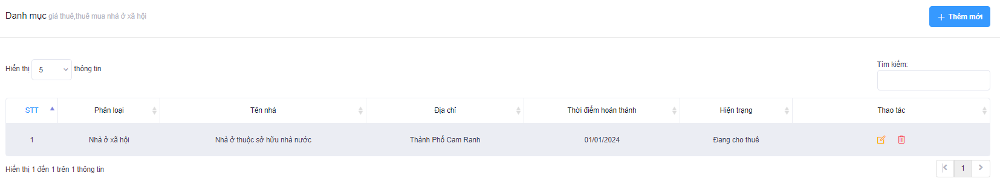 Danh mục giá thuê,thuê mua nhà ở xã hội
Thêm mới
Hiển thị 5 thông tin
Tìm kiếm:
STT Phân loại Tên nhà Địa chỉ Thời điểm hoàn thành Hiện trạng Thao tác
1 Nhà ở xã hội Nhà ở thuộc sở hữu nhà nước Thành Phố Cam Ranh 01/01/2024 Đang cho thuê
Hiển thị 1 đến 1 trên 1 thông tin
1